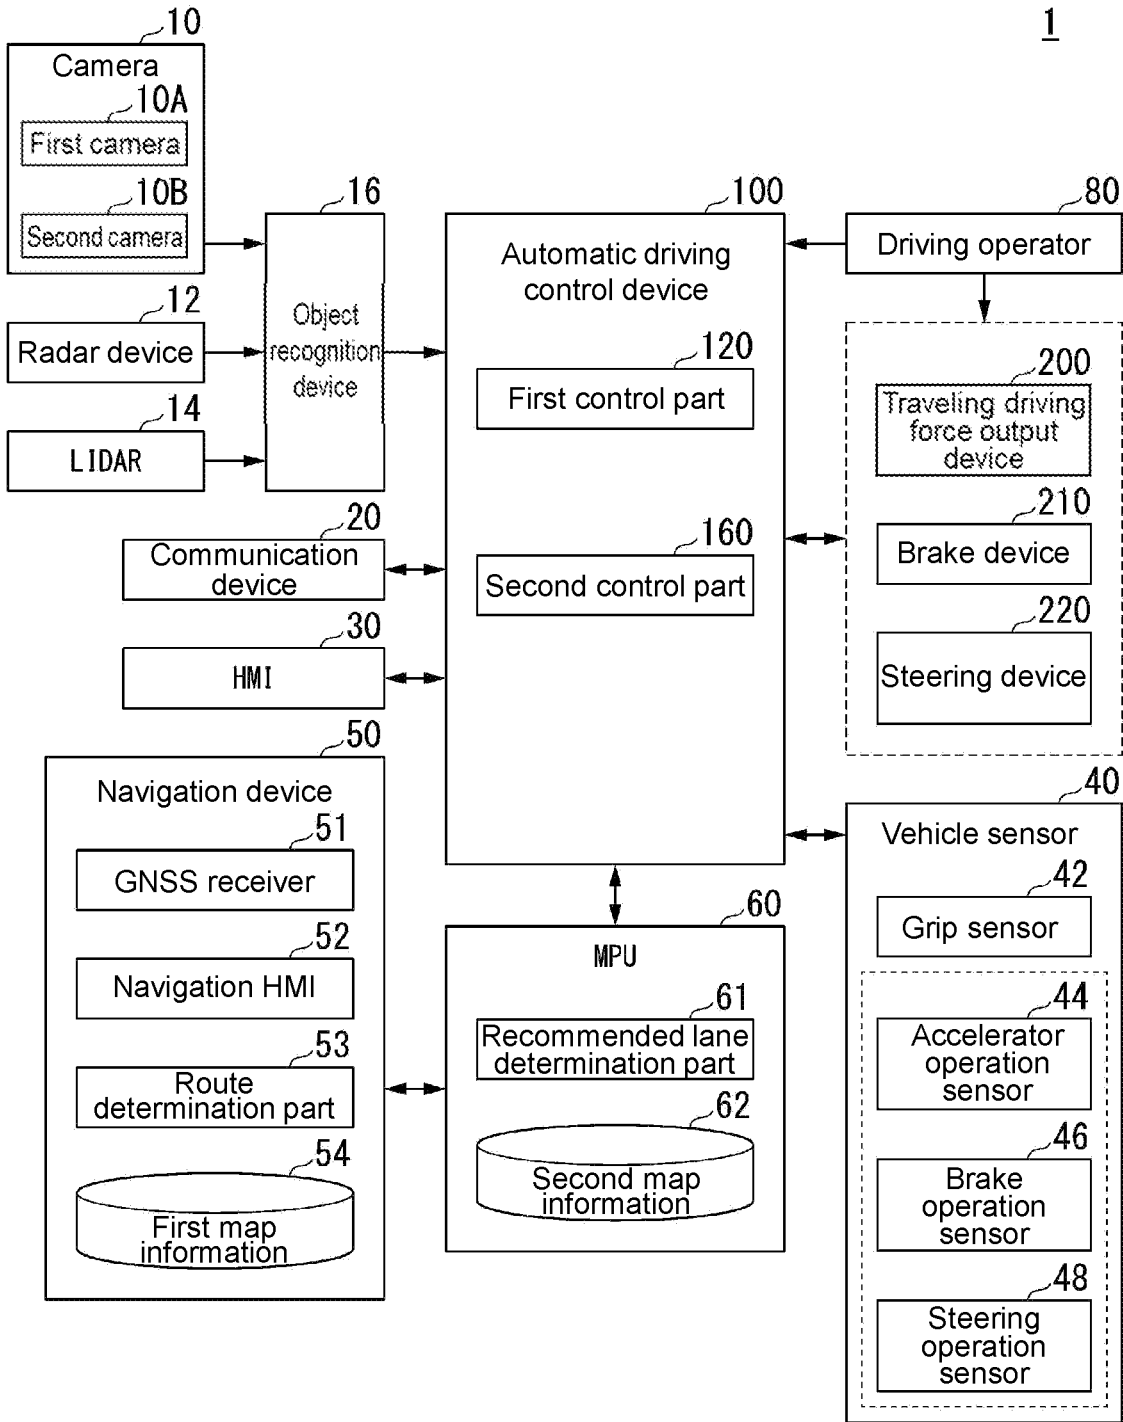 1
10
Camera
10A
First camera
10B
Second camera
12
Radar device
14
LIDAR
16
Object
recognition
device
20
Communication
device
30
HMI
50
Navigation device
51
GNSS receiver
52
Navigation HMI
53
Route
determination part
54
First map
information
100
Automatic driving
control device
120
First control part
160
Second control part
60
MPU
61
Recommended lane
determination part
62
Second map
information
80
Driving operator
200
Traveling driving
force output
device
210
Brake device
220
Steering device
40
Vehicle sensor
42
Grip sensor
44
Accelerator
operation
sensor
46
Brake
operation
sensor
48
Steering
operation
sensor